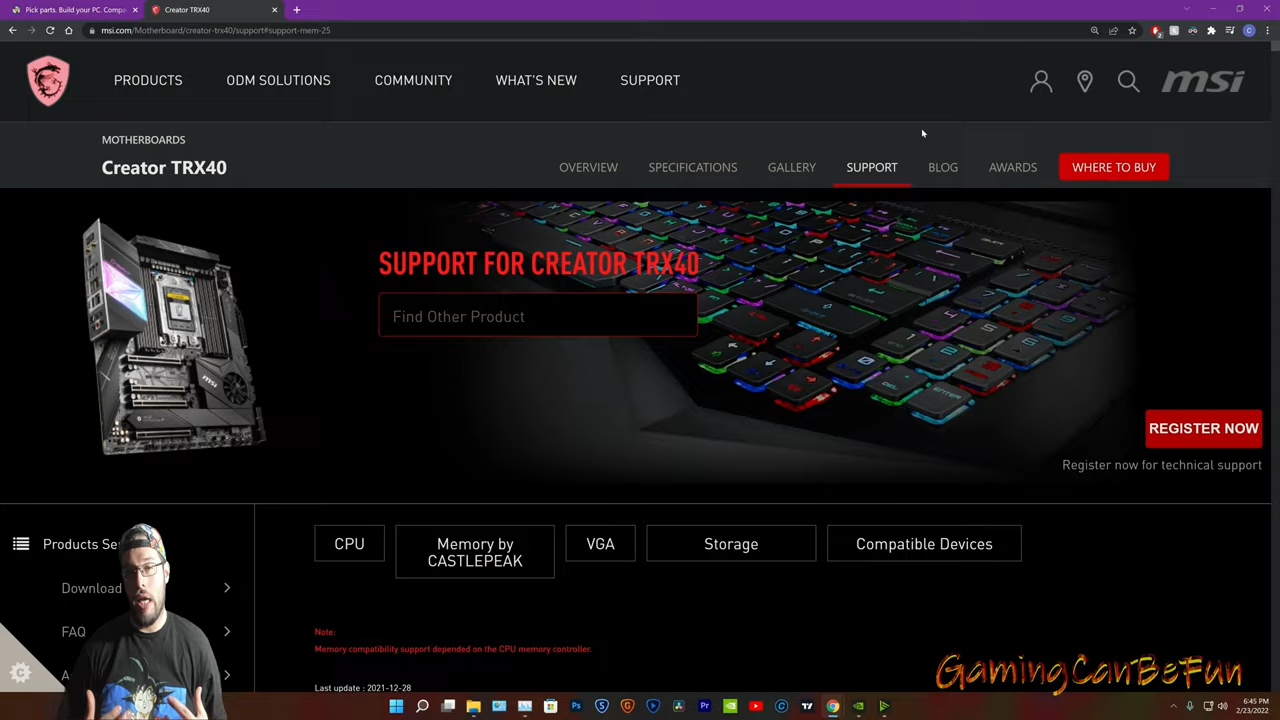 Pick parts. Build your PC. Compa
Creator TRX40
msi.com/Motherboard/creator-trx40/support#support-mem-25
PRODUCTS
ODM SOLUTIONS
COMMUNITY
WHAT'S NEW
SUPPORT
msi
MOTHERBOARDS
Creator TRX40
OVERVIEW
SPECIFICATIONS
GALLERY
SUPPORT
BLOG
AWARDS
WHERE TO BUY
SUPPORT FOR CREATOR TRX40
Find Other Product
REGISTER NOW
Register now for technical support
Products Se
Download
FAQ
CPU
Memory by
CASTLEPEAK
VGA
Storage
Compatible Devices
Note:
Memory compatibility support depended on the CPU memory controller.
Last update : 2021-12-28
GamingCanBeFun
6:45 PM
2/23/2022